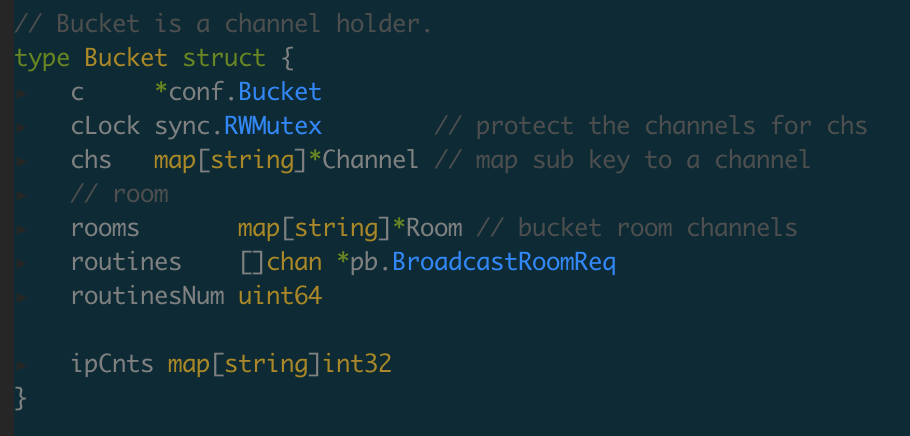 // Bucket is a channel holder.
type Bucket struct {
    c     *conf.Bucket
    cLock sync.RWMutex        // protect the channels for chs
    chs   map[string]*Channel // map sub key to a channel
    // room
    rooms       map[string]*Room // bucket room channels
    routines    []chan *pb.BroadcastRoomReq
    routinesNum uint64

    ipCnts map[string]int32
}